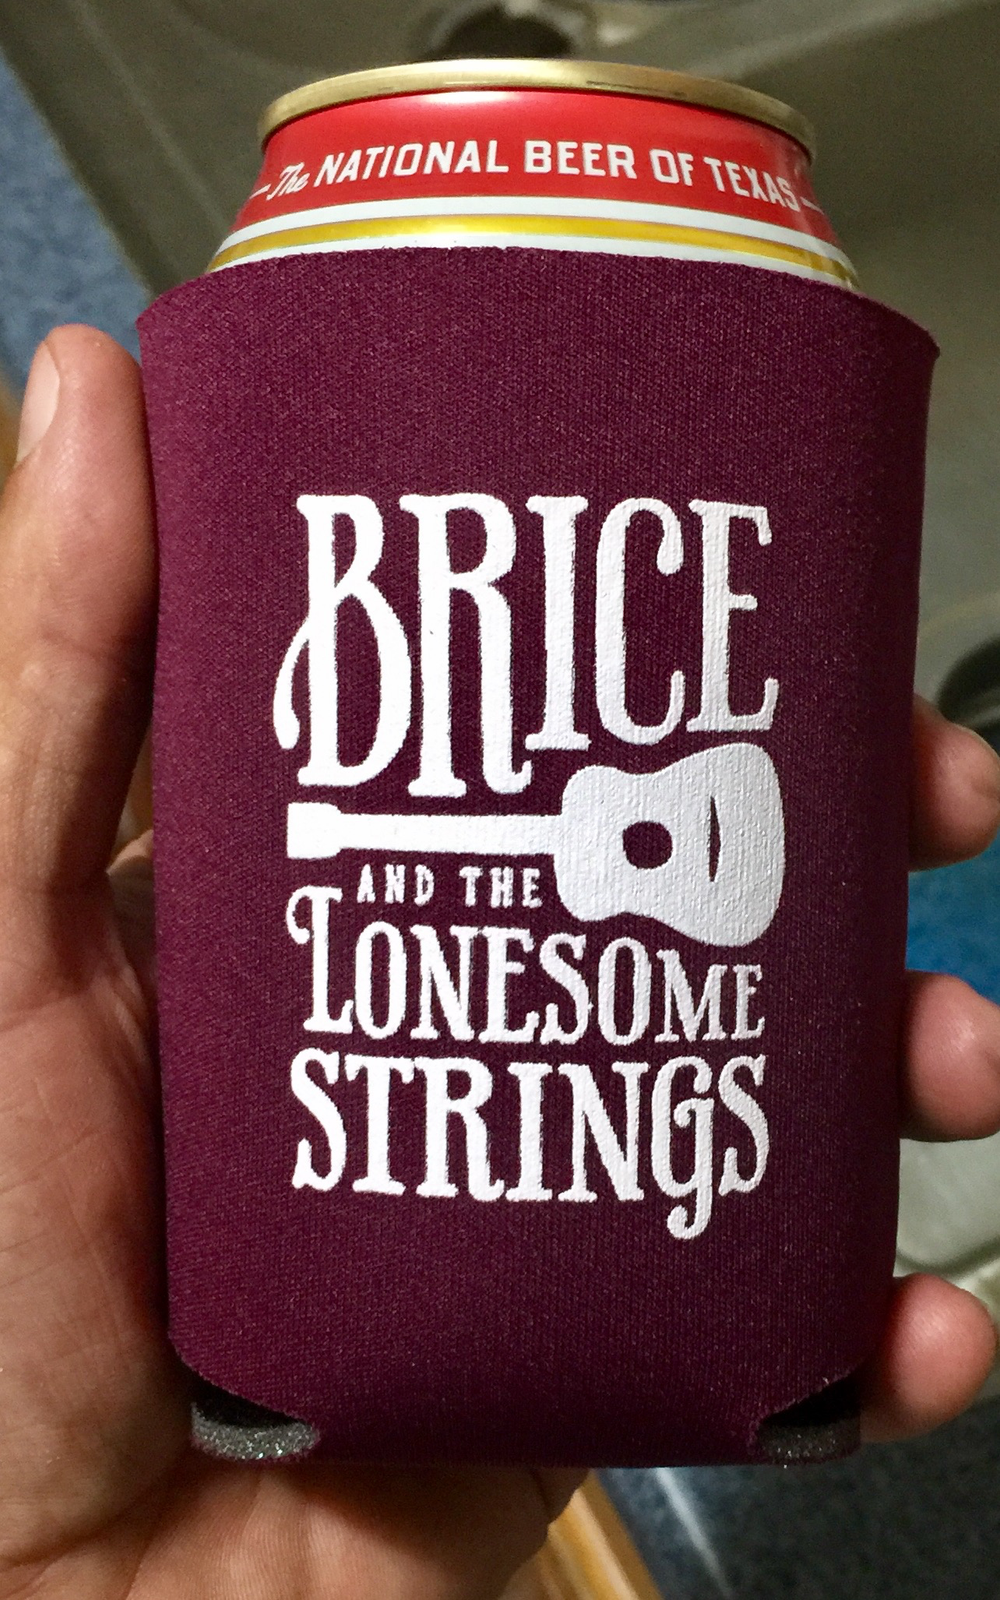 The NATIONAL BEER OF TEXAS
BRICE
AND THE
LONESOME
STRINGS